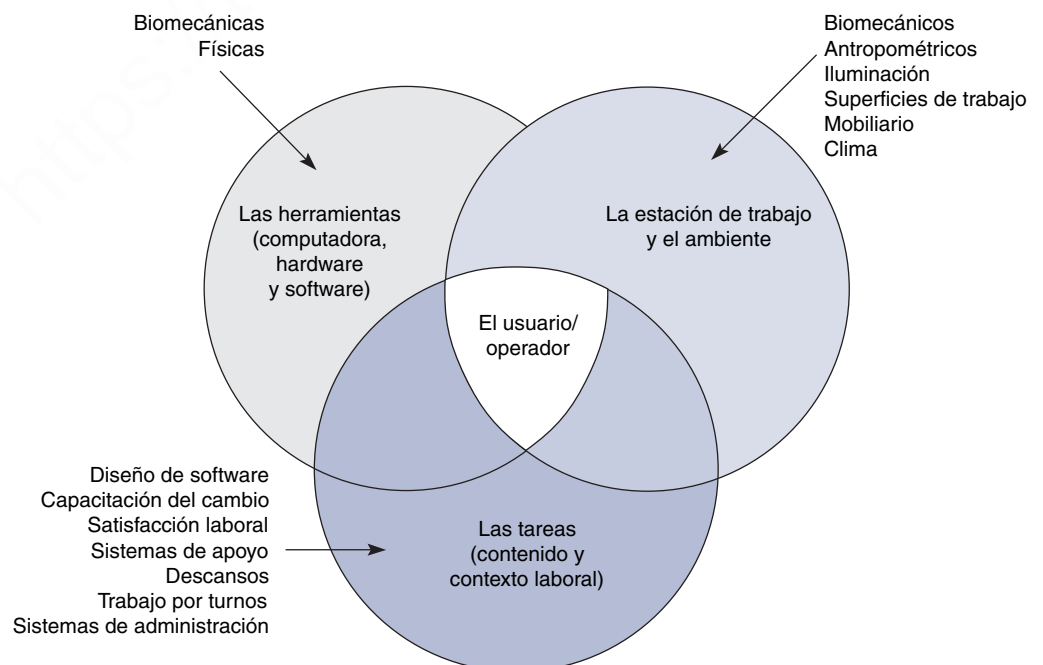 Biomecánicas
Físicas
Biomecánicos
Antropométricos
Iluminación
Superficies de trabajo
Mobiliario
Clima
Las herramientas
(computadora,
hardware
y software)
La estación de trabajo
y el ambiente
El usuario/
operador
Diseño de software
Capacitación del cambio
Satisfacción laboral
Sistemas de apoyo
Descansos
Trabajo por turnos
Sistemas de administración
Las tareas
(contenido y
contexto laboral)
https:/